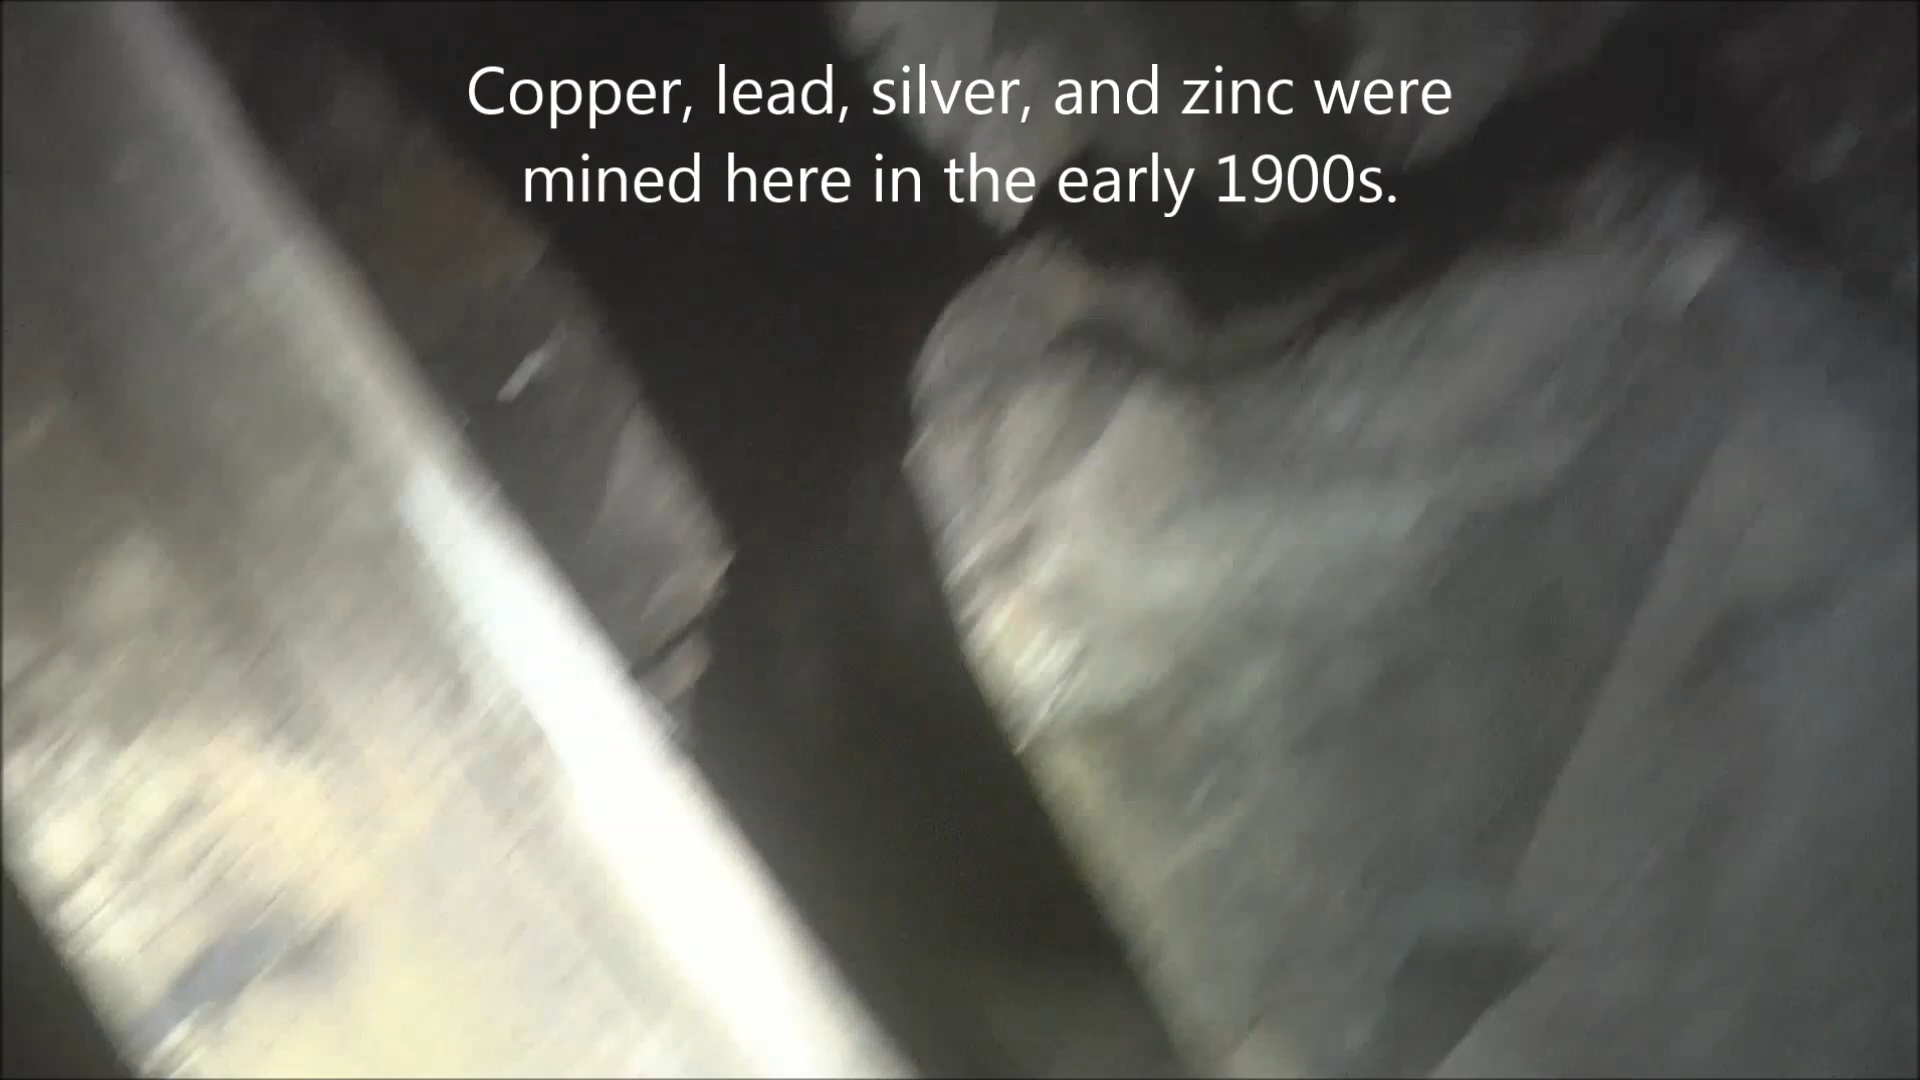 Copper, lead, silver, and zinc were
mined here in the early 1900s.